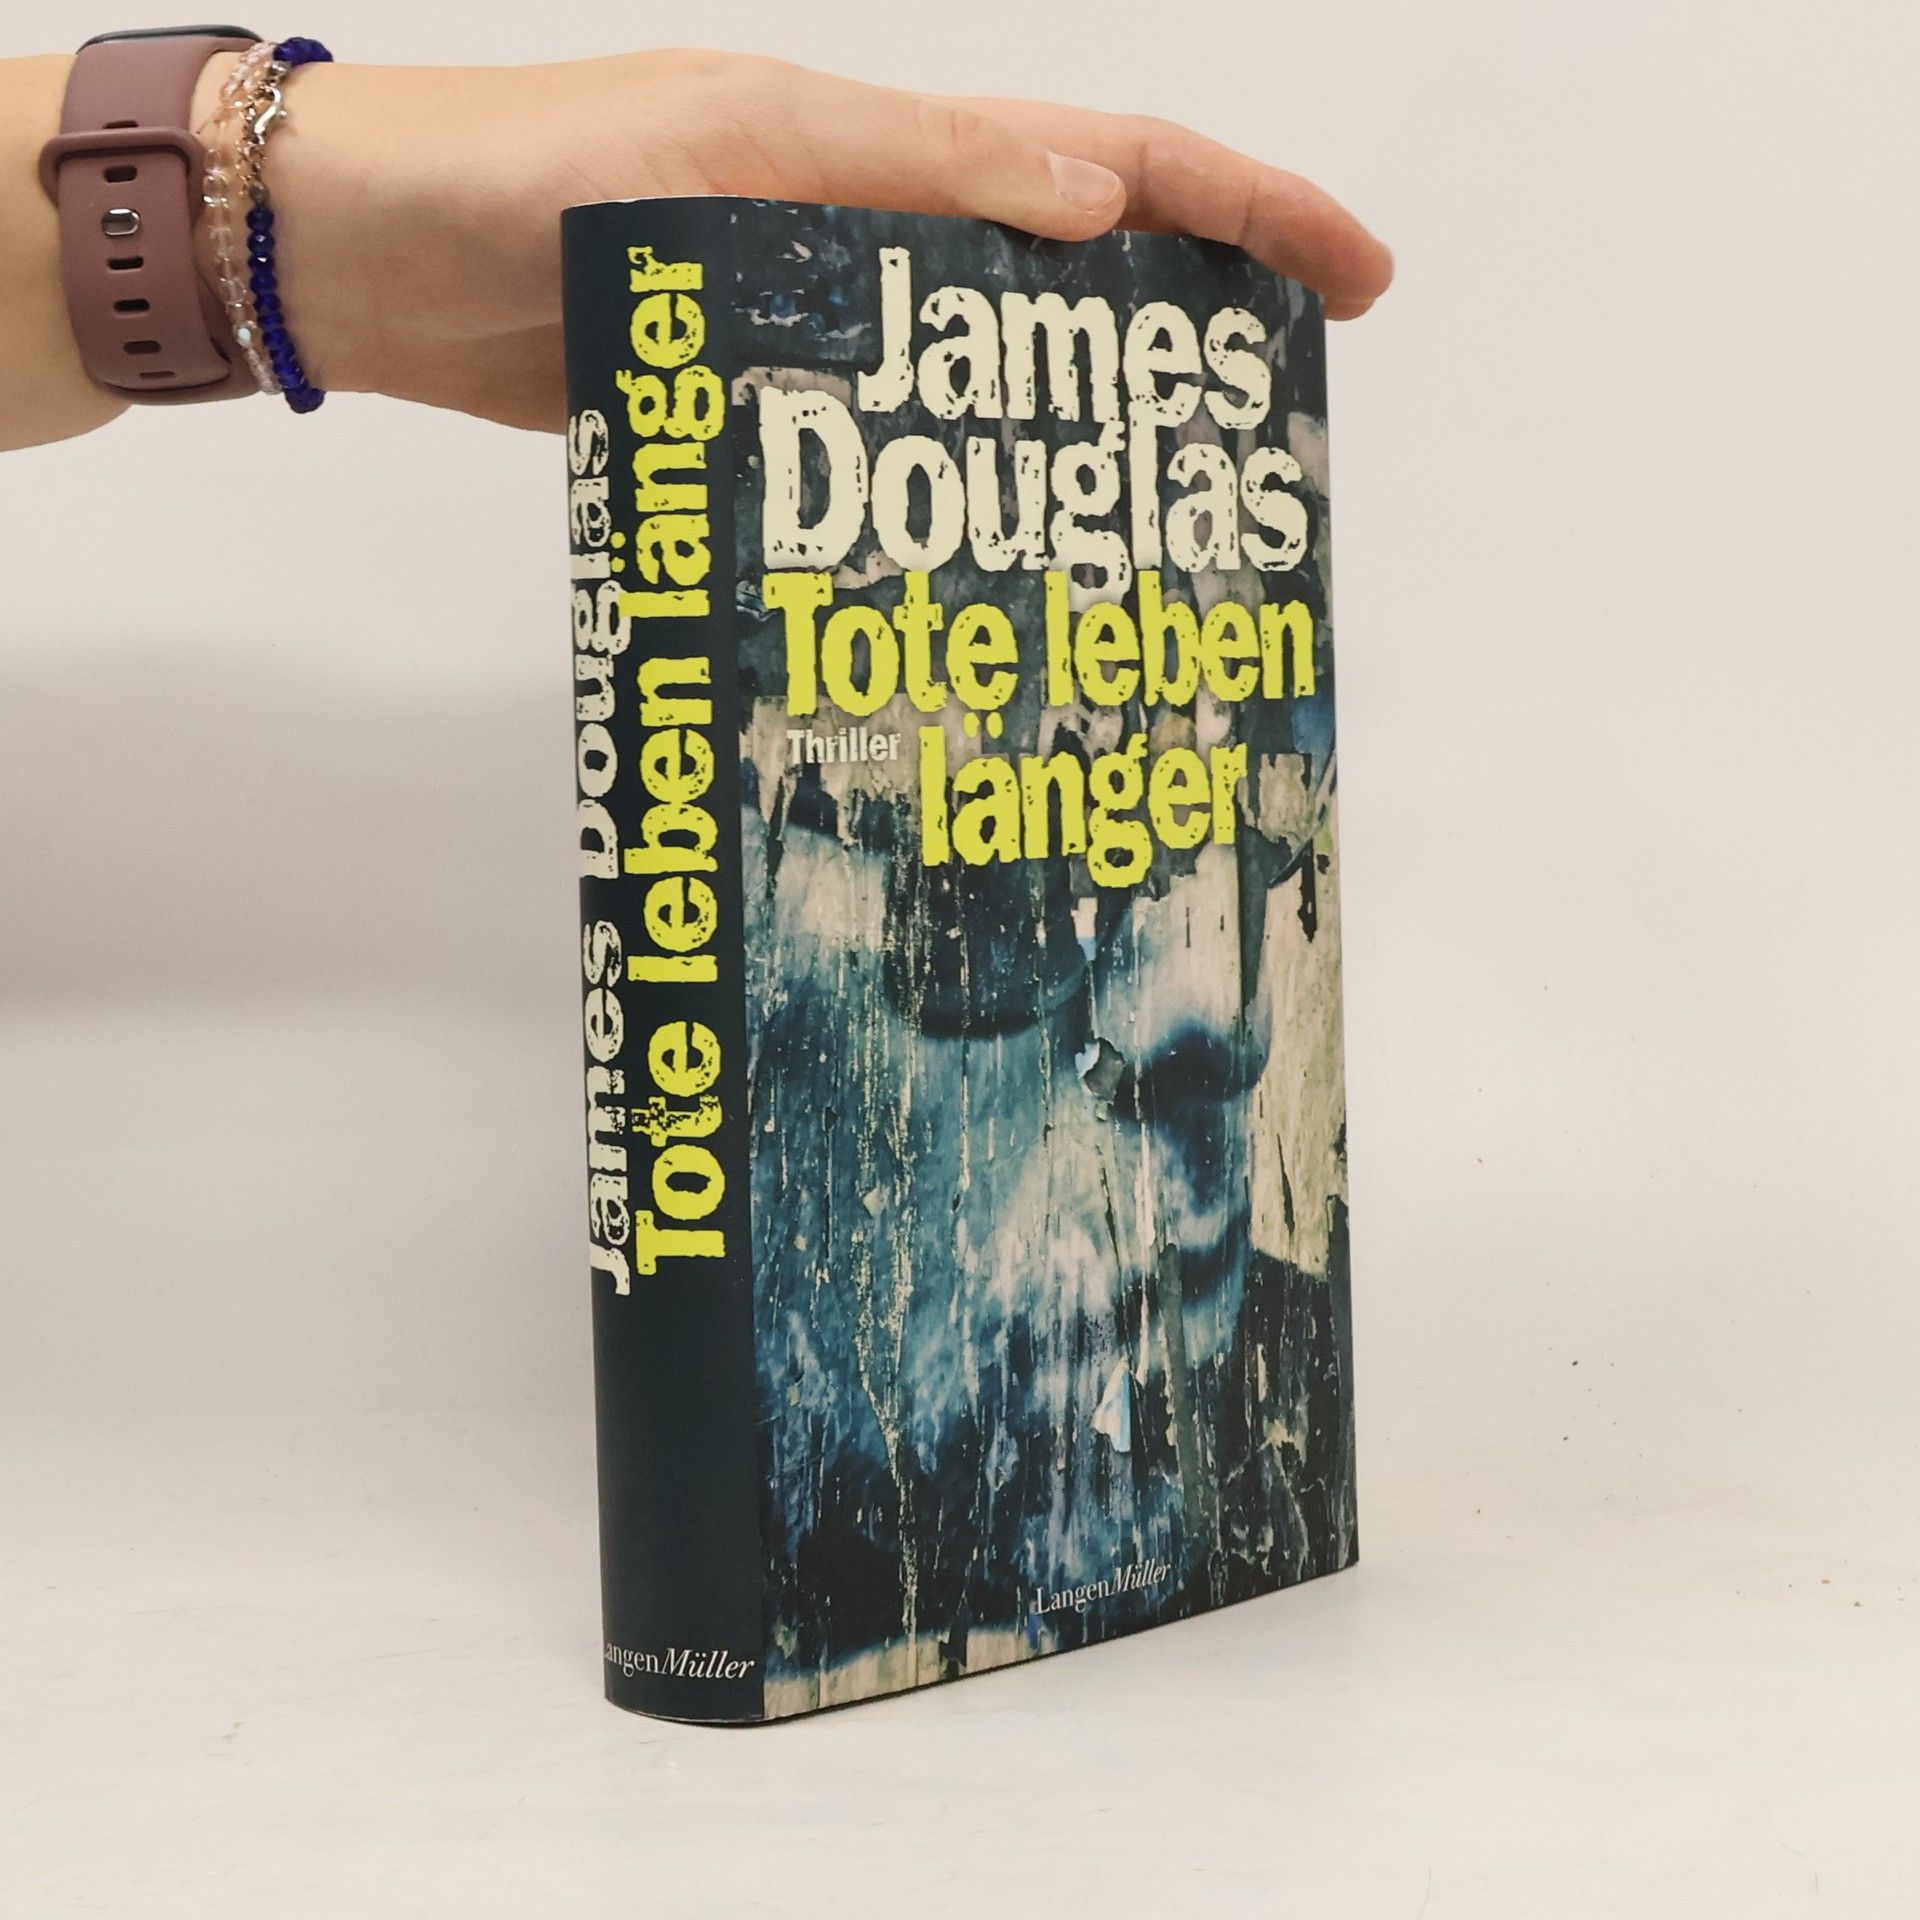 James Douglas
Tote leben länger
LangenMüller
James
Douglas
Tote leben
Thriller
länger
LangenMüller